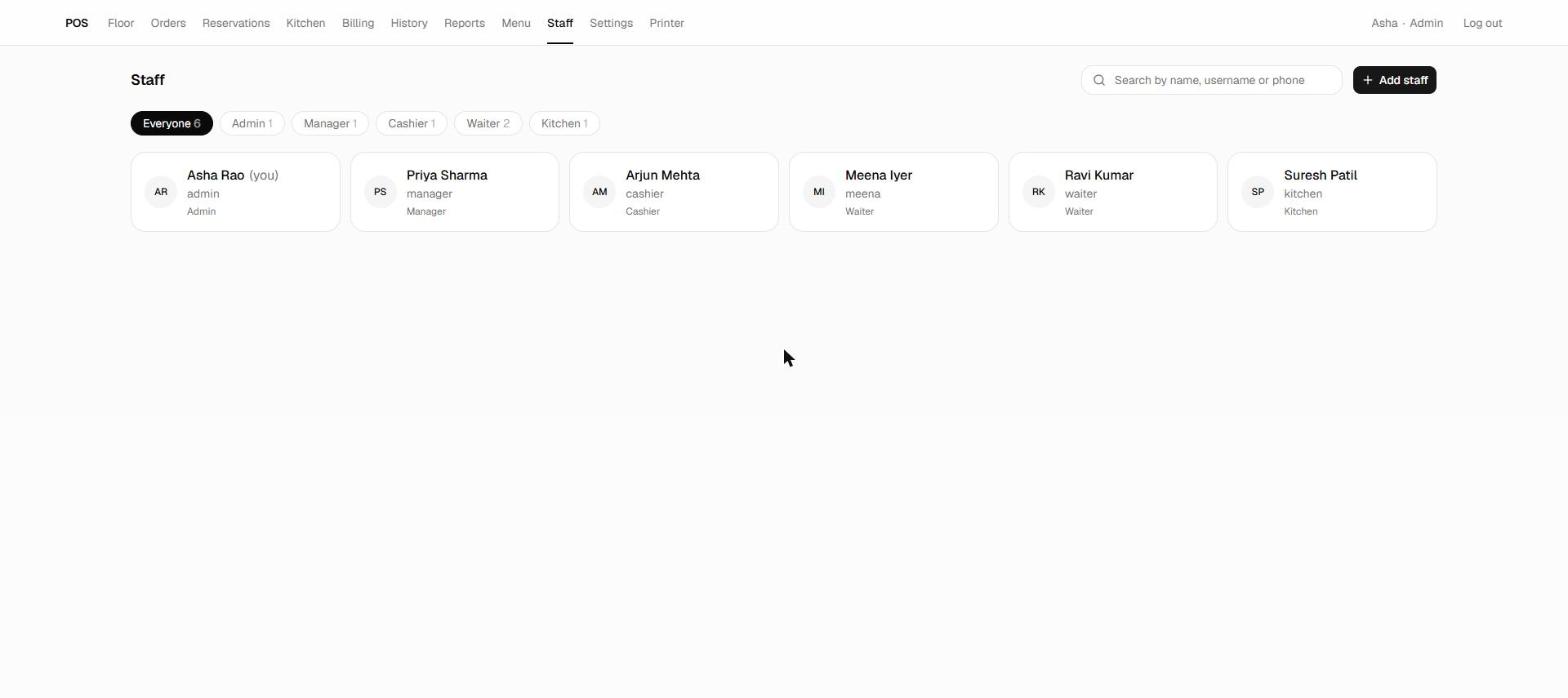 POS Floor Orders Reservations Kitchen Billing History Reports Menu Staff Settings Printer Asha · Admin Log out
Staff Search by name, username or phone + Add staff
Everyone 6 Admin 1 Manager 1 Cashier 1 Waiter 2 Kitchen 1
AR Asha Rao (you) admin Admin
PS Priya Sharma manager Manager
AM Arjun Mehta cashier Cashier
MI Meena Iyer meena Waiter
RK Ravi Kumar waiter Waiter
SP Suresh Patil kitchen Kitchen